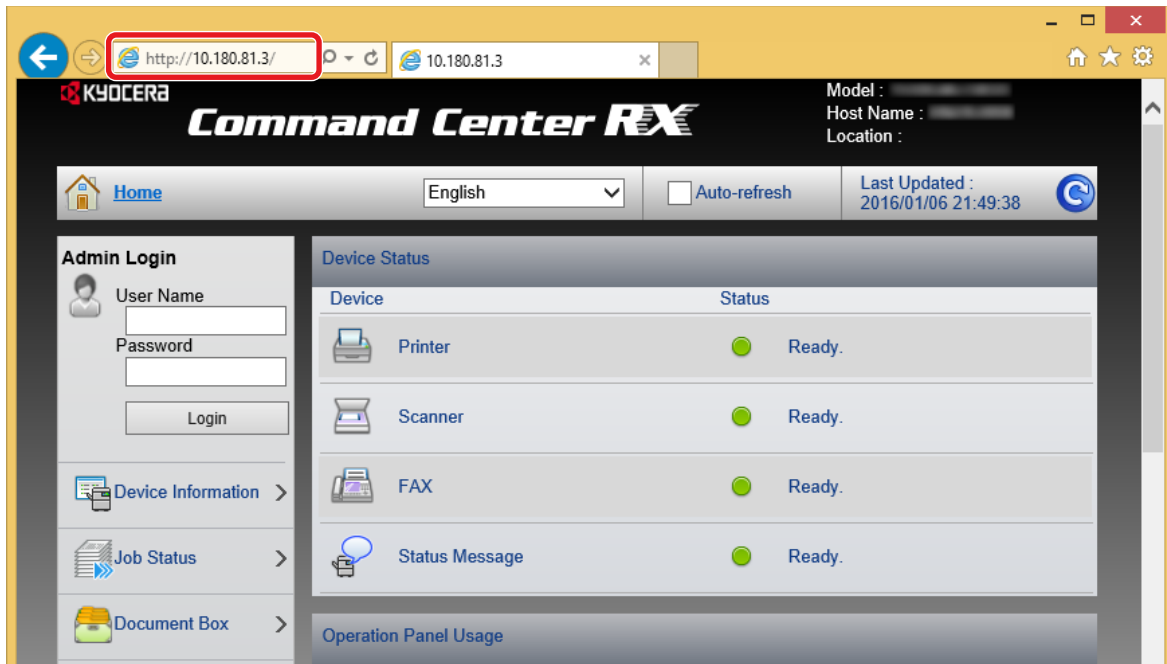 http://10.180.81.3/
10.180.81.3
KYOCERA
Command Center RX
Model :
Host Name :
Location :
Home
English
Auto-refresh
Last Updated :
2016/01/06 21:49:38
Admin Login
User Name
Password
Login
Device Information
Job Status
Document Box
Device Status
Device Status
Printer Ready.
Scanner Ready.
FAX Ready.
Status Message Ready.
Operation Panel Usage